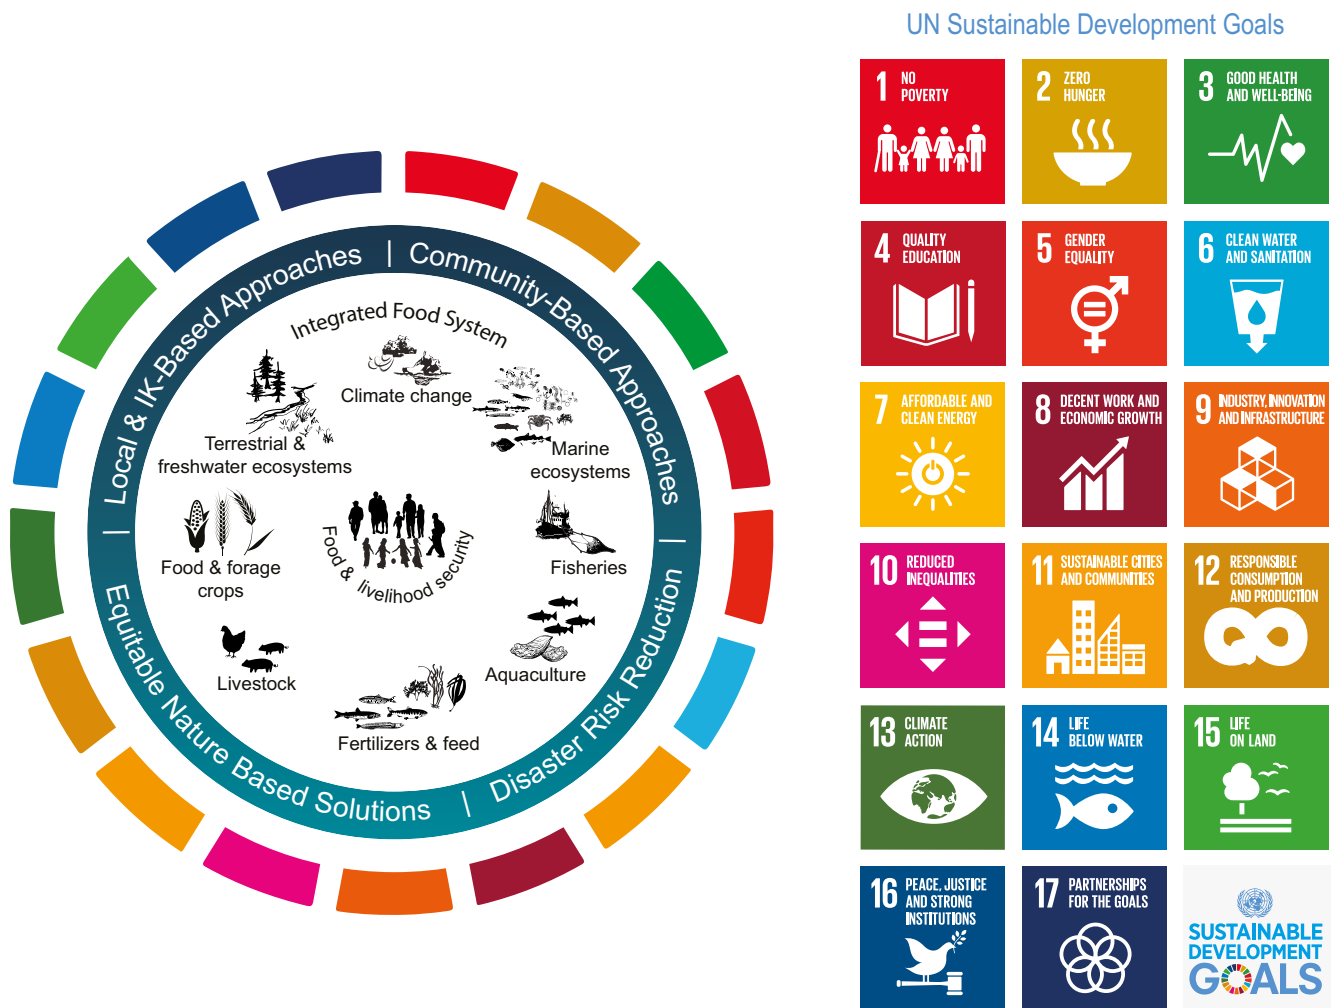 UN Sustainable Development Goals
Local & IK-Based Approaches | Community-Based Approaches |
Equitable Nature Based Solutions | Disaster Risk Reduction |
Integrated Food System
Climate change
Terrestrial &
freshwater ecosystems
Marine
ecosystems
Food & forage
crops
Food & livelihood security
Fisheries
Livestock
Aquaculture
Fertilizers & feed
1 NO
POVERTY
2 ZERO
HUNGER
3 GOOD HEALTH
AND WELL-BEING
4 QUALITY
EDUCATION
5 GENDER
EQUALITY
6 CLEAN WATER
AND SANITATION
7 AFFORDABLE AND
CLEAN ENERGY
8 DECENT WORK AND
ECONOMIC GROWTH
9 INDUSTRY, INNOVATION
AND INFRASTRUCTURE
10 REDUCED
INEQUALITIES
11 SUSTAINABLE CITIES
AND COMMUNITIES
12 RESPONSIBLE
CONSUMPTION
AND PRODUCTION
13 CLIMATE
ACTION
14 LIFE
BELOW WATER
15 LIFE
ON LAND
16 PEACE, JUSTICE
AND STRONG
INSTITUTIONS
17 PARTNERSHIPS
FOR THE GOALS
SUSTAINABLE
DEVELOPMENT
GOALS